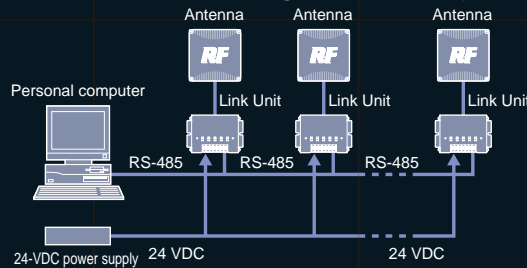 Antenna Antenna Antenna
RF RF RF
Personal computer
Link Unit Link Unit Link Unit
RS-485 RS-485 RS-485
24-VDC power supply 24 VDC 24 VDC